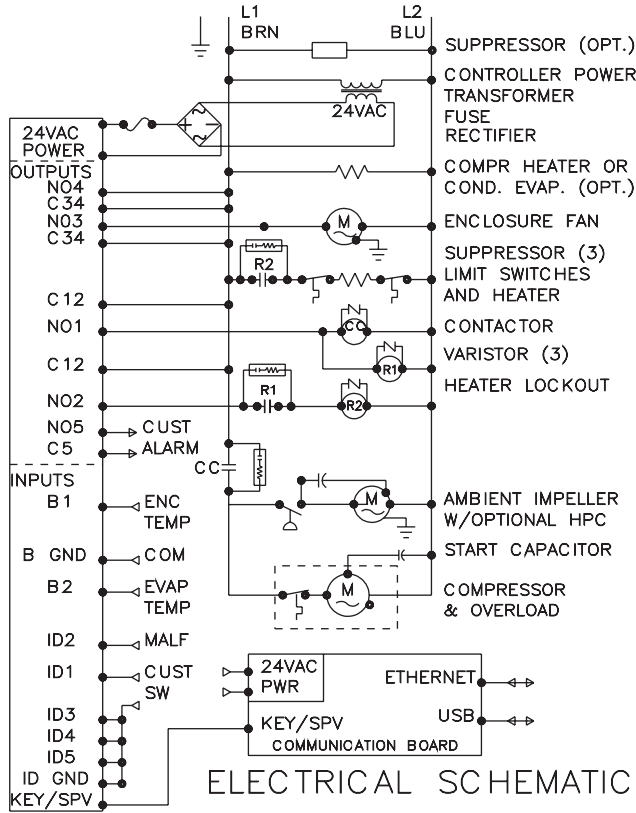 L1 L2
BRN BLU
SUPPRESSOR (OPT.)
CONTROLLER POWER
TRANSFORMER
24VAC
FUSE
RECTIFIER
24VAC
POWER
OUTPUTS
COMPR HEATER OR
COND. EVAP. (OPT.)
NO4
C34
NO3
M
ENCLOSURE FAN
C34
SUPPRESSOR (3)
R2
LIMIT SWITCHES
AND HEATER
C12
NO1
CC
CONTACTOR
VARISTOR (3)
C12
R1
HEATER LOCKOUT
R1
NO2
R2
NO5 CUST
C5 ALARM
CC
INPUTS
B1 ENC
TEMP
M
AMBIENT IMPELLER
W/OPTIONAL HPC
B GND COM
START CAPACITOR
B2 EVAP
TEMP
M
COMPRESSOR
& OVERLOAD
ID2 MALF
ID1 CUST
SW
24VAC
PWR
ETHERNET
USB
ID3
KEY/SPV
ID4
COMMUNICATION BOARD
ID5
ID GND
KEY/SPV
ELECTRICAL SCHEMATIC